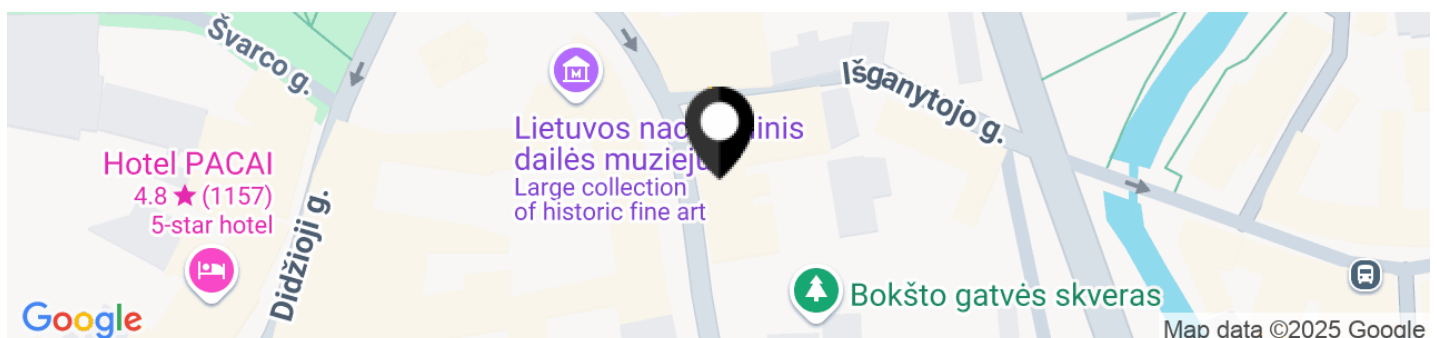 Švarco g.
Išganytojo g.
Lietuvos nac inis
dailės muziej
Large collection
of historic fine art
Hotel PACAI
4.8 ★ (1157)
5-star hotel
Didžioji g.
Bokšto gatvės skveras
Google
Map data ©2025 Google